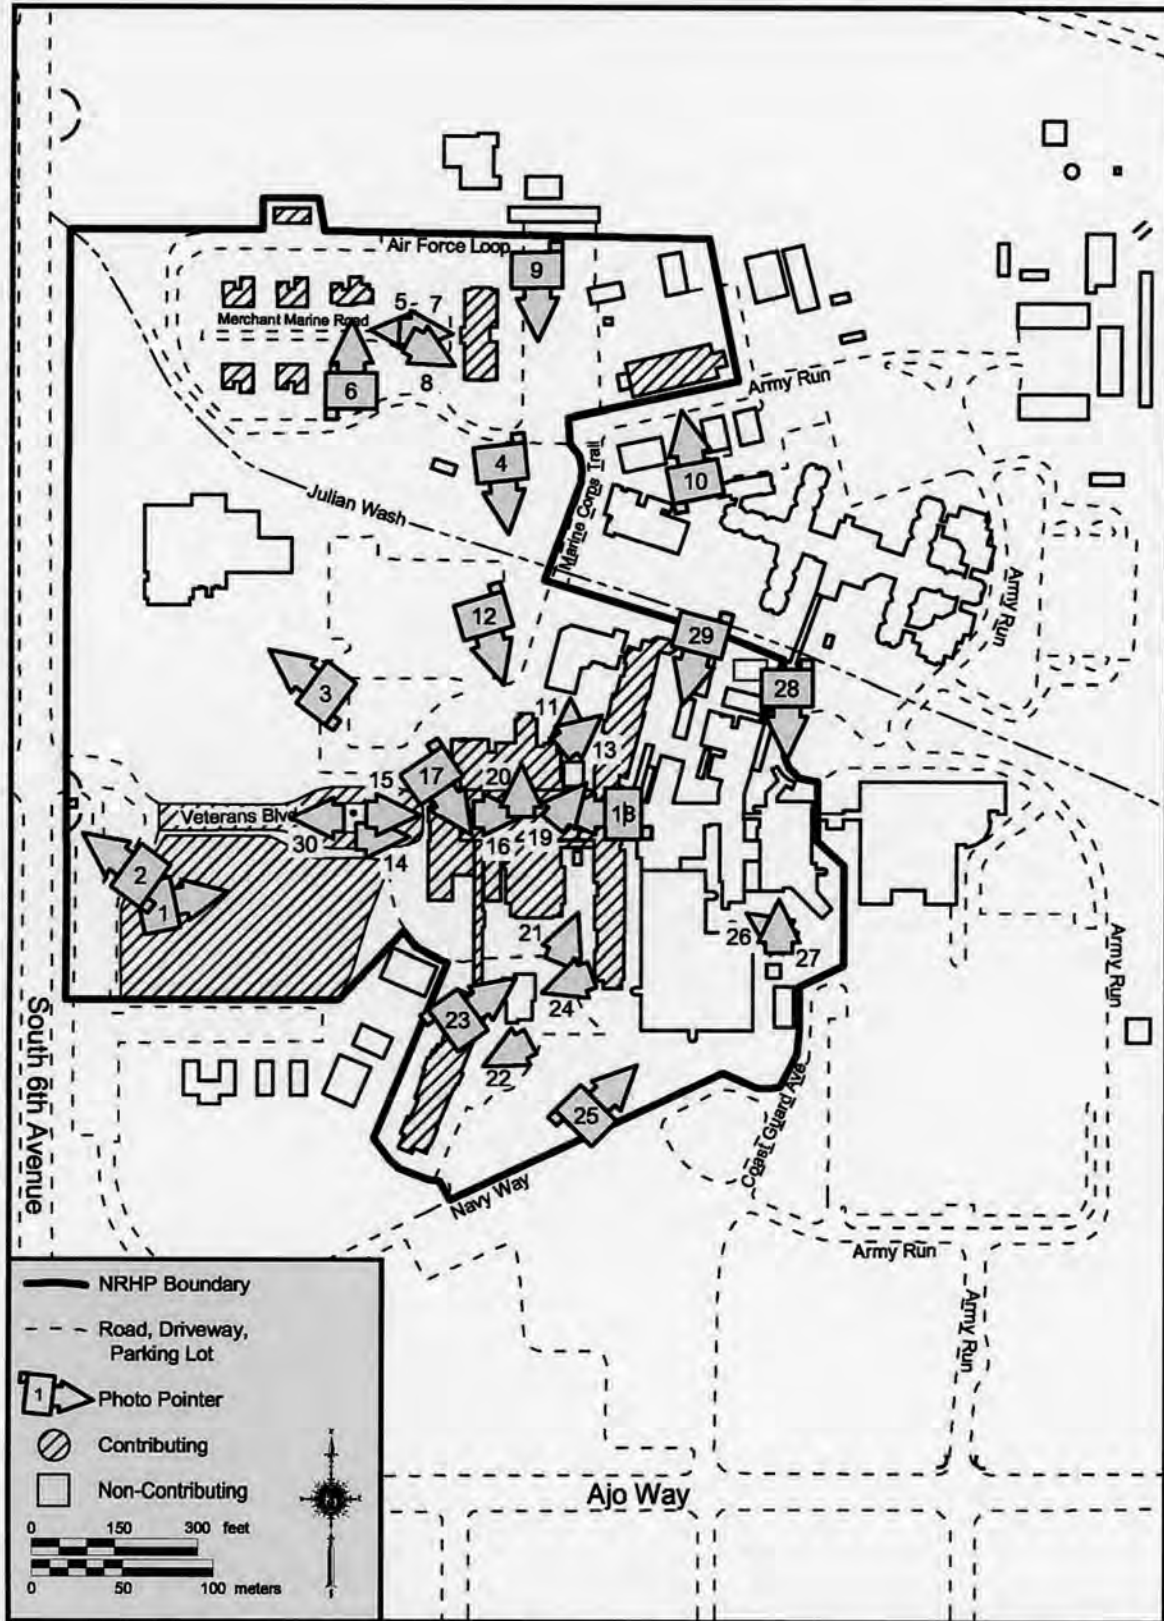 Air Force Loop
9
5
7
Merchant Marine Road
8
6
Army Run
4
10
Julian Wash
Marine Corps Trail
Army Run
12
29
3
28
11
13
17
20
15
Veterans Blv
18
30
16
19
14
2
1
21
26
27
Army Run
24
23
South 6th Avenue
22
25
Coast Guard Ave
Navy Way
Army Run
Army Run
NRHP Boundary
Road, Driveway,
Parking Lot
1
Photo Pointer
Contributing
Non-Contributing
0 150 300 feet
0 50 100 meters
Ajo Way